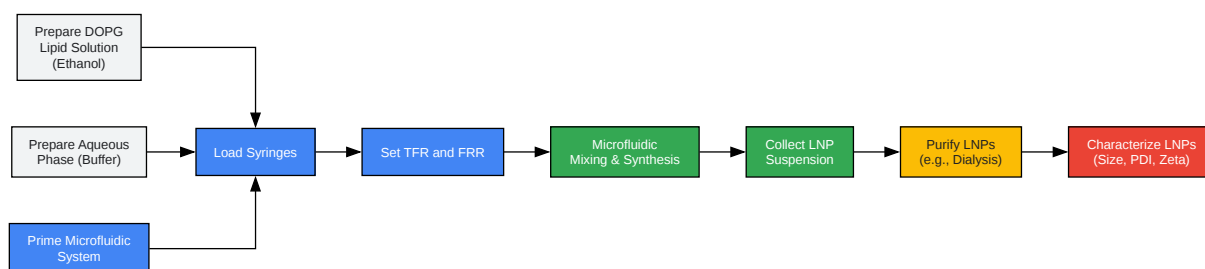 Prepare DOPG
Lipid Solution
(Ethanol)
Prepare Aqueous
Phase (Buffer)
Prime Microfluidic
System
Load Syringes
Set TFR and FRR
Microfluidic
Mixing & Synthesis
Collect LNP
Suspension
Purify LNPs
(e.g., Dialysis)
Characterize LNPs
(Size, PDI, Zeta)